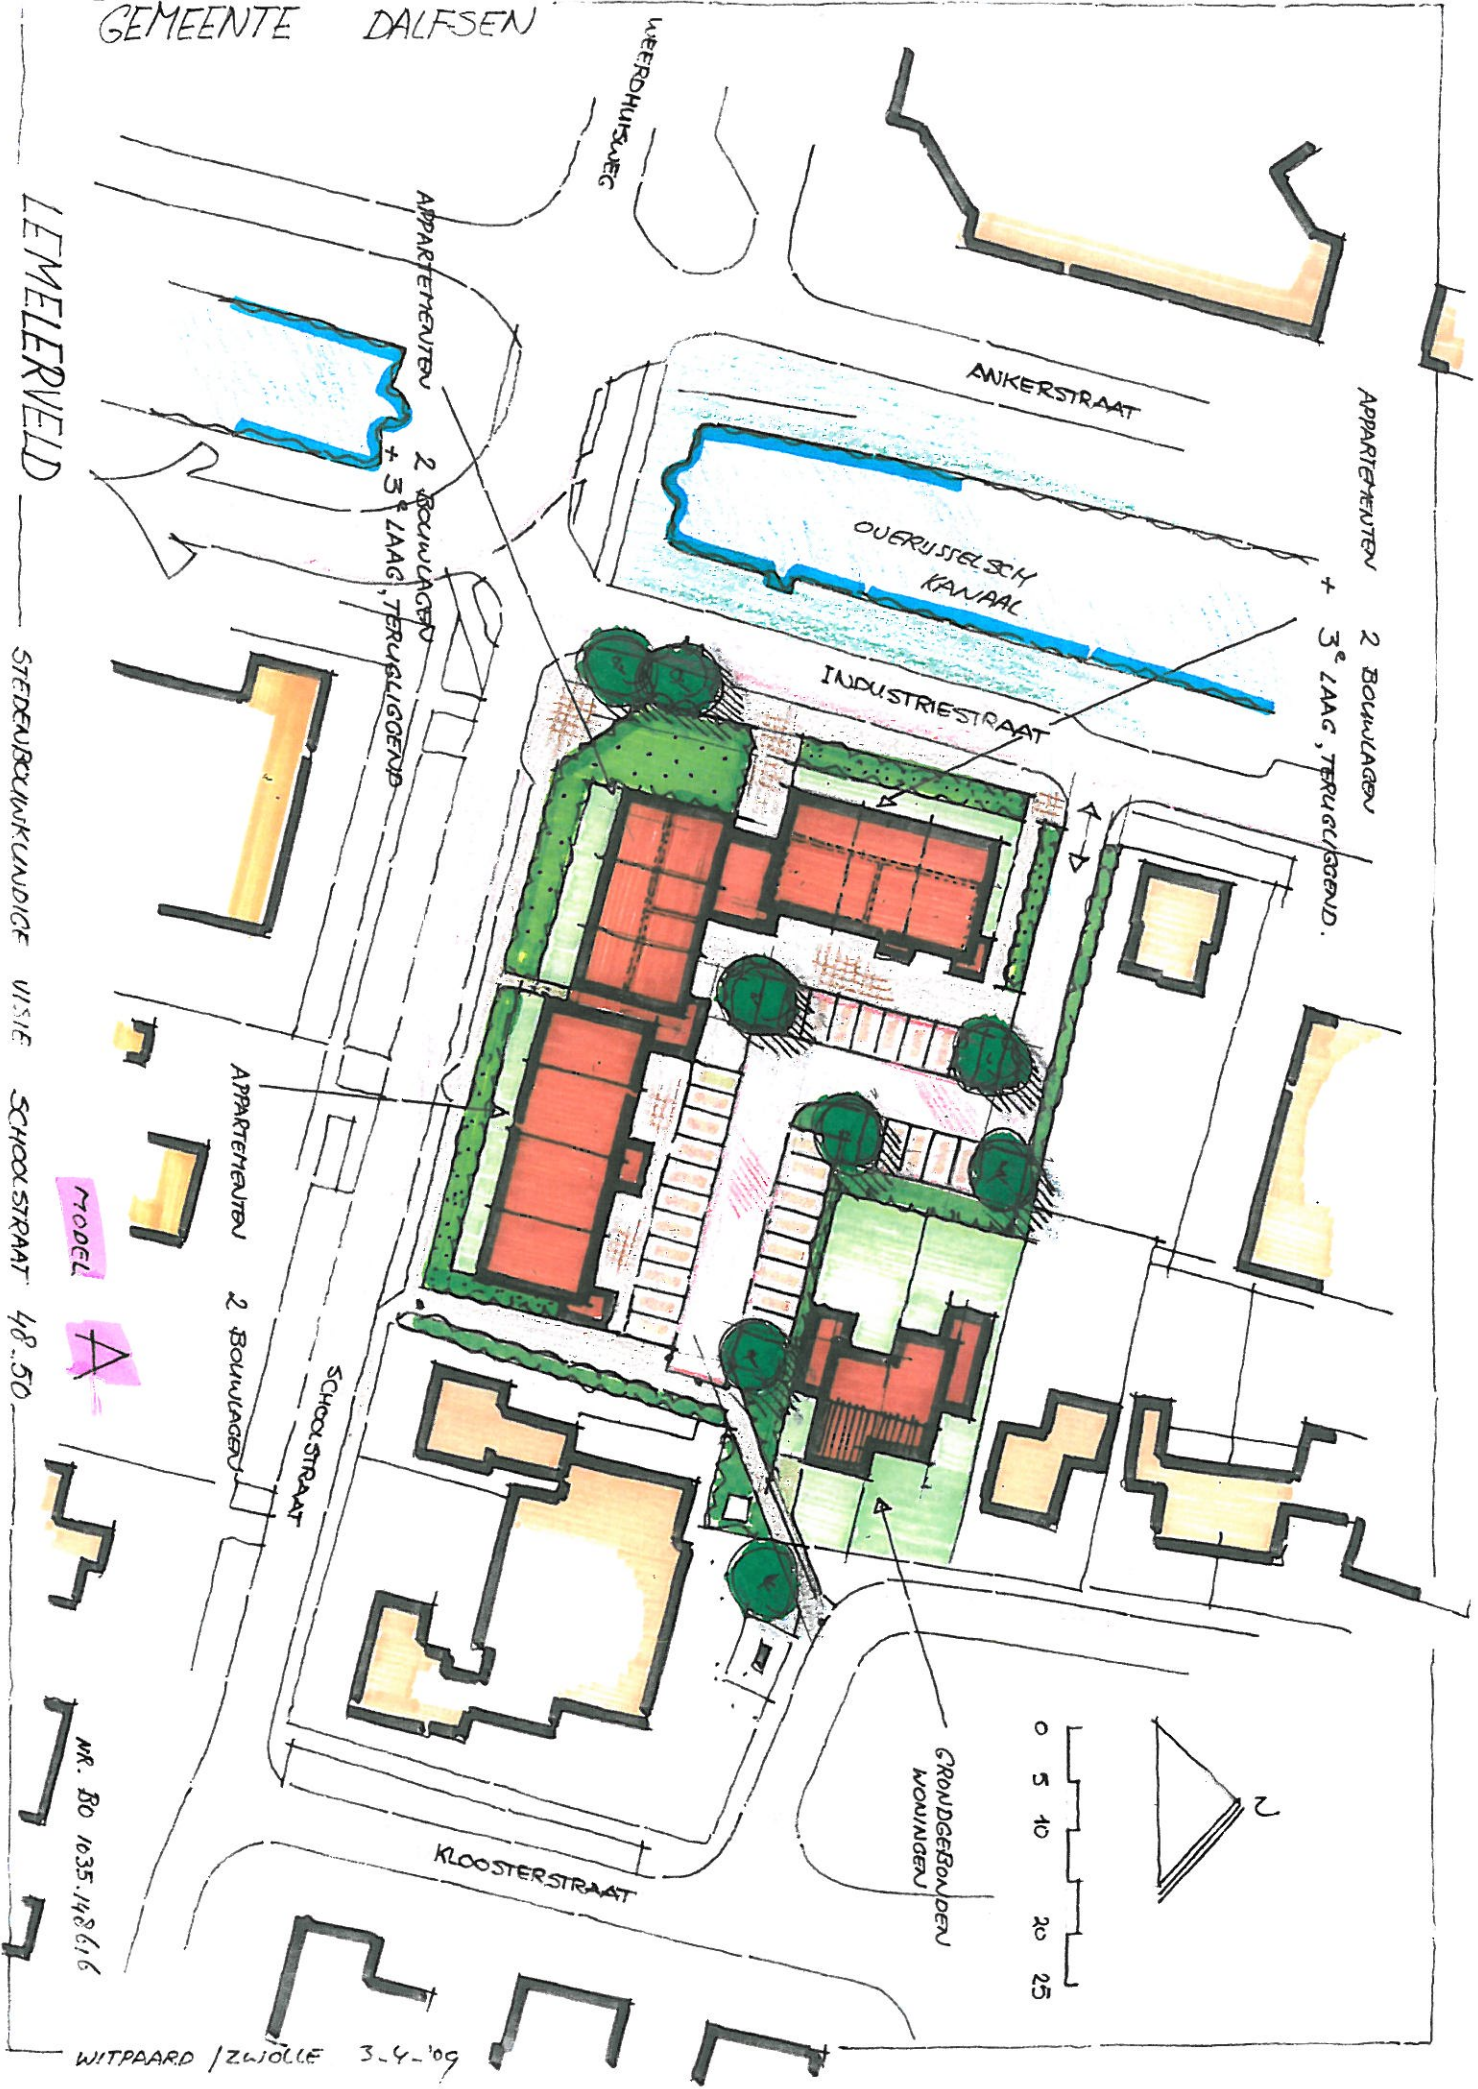 GEMEENTE DALFSEN
WEERDHUISWEG
ANKERSTRAAT
APPARTEMENTEN 2 BOUWLAGEN
+ 3e LAAG, TERUGLIGGEND.
APPARTEMENTEN 2 BOUWLAGEN
+ 3e LAAG, TERUGLIGGEND
OVERIJSSELSCH
KANAAL
INDUSTRIESTRAAT
APPARTEMENTEN 2 BOUWLAGEN
SCHOOLSTRAAT
GRONDGEBONDEN
WONINGEN
KLOOSTERSTRAAT
N
0 5 10 20 25
MODEL A
LEMELERVELD STEDENBOUWKUNDIGE VISIE SCHOOLSTRAAT 48.50
NR. BO 1035.148616
WITPAARD / ZWOLLE 3-4-'09